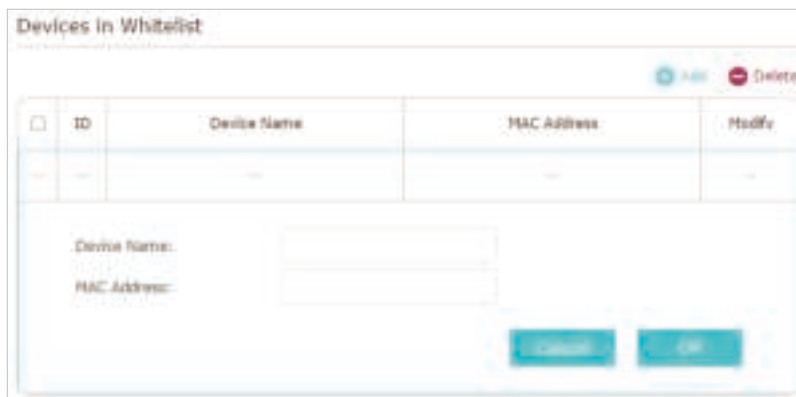 Devices in Whitelist
Add Delete
ID Device Name MAC Address Modify
--- --- --- --- ---
Device Name:
MAC Address:
Cancel OK